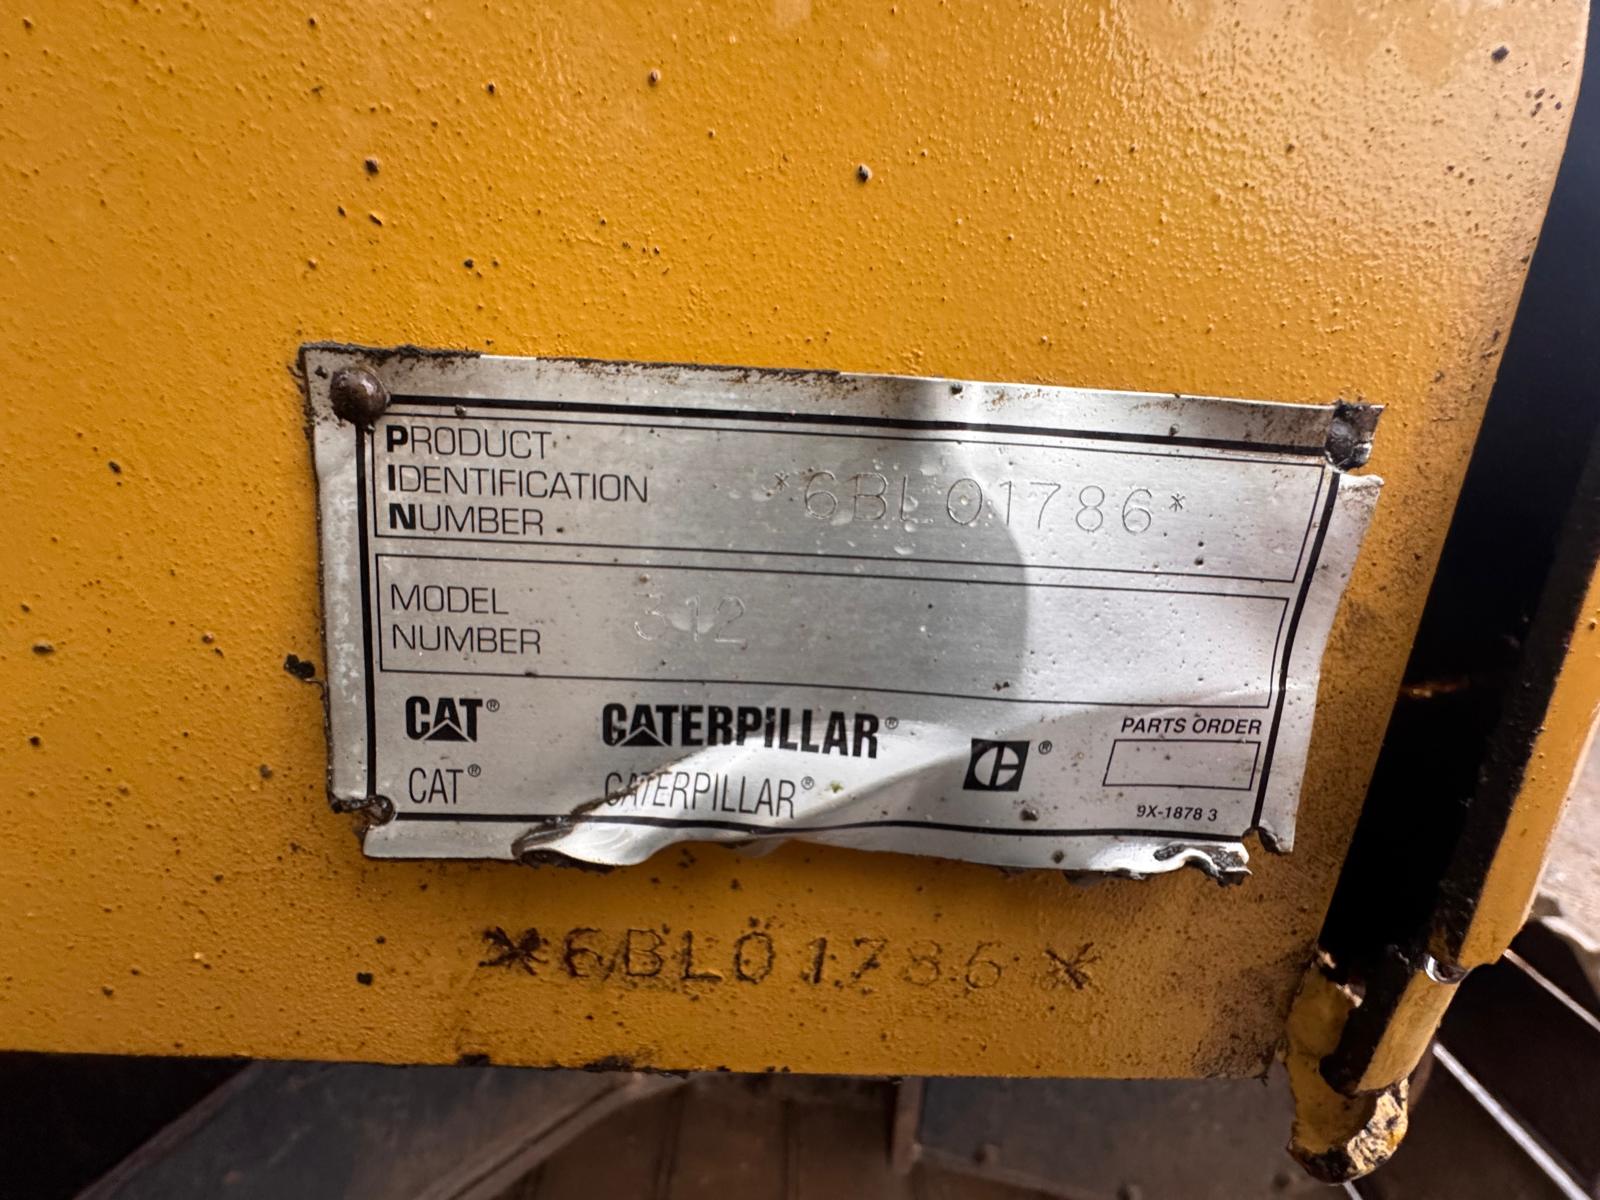 PRODUCT
IDENTIFICATION
NUMBER
*6BL01786*
MODEL
NUMBER
312
CAT® CATERPILLAR®
CAT® CATERPILLAR®
®
PARTS ORDER
9X-1878 3
*6BL01786*